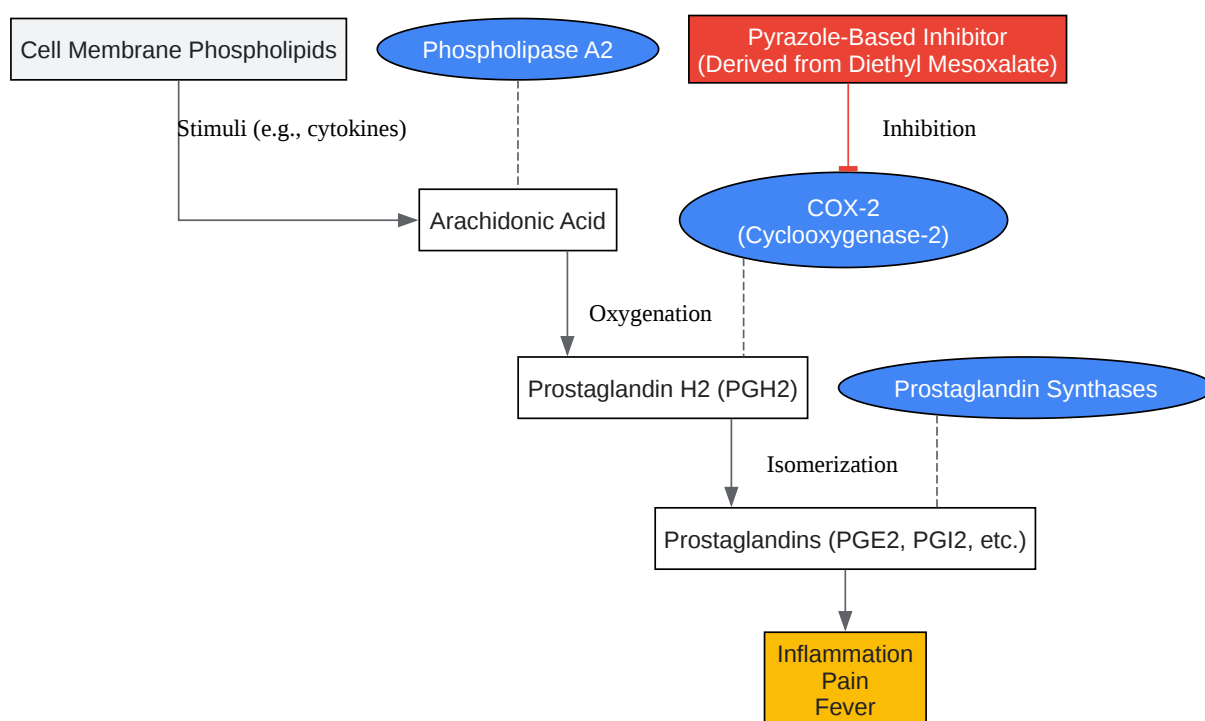 Cell Membrane Phospholipids
Phospholipase A2
Pyrazole-Based Inhibitor
(Derived from Diethyl Mesoxalate)
Stimuli (e.g., cytokines)
Inhibition
Arachidonic Acid
COX-2
(Cyclooxygenase-2)
Oxygenation
Prostaglandin H2 (PGH2)
Prostaglandin Synthases
Isomerization
Prostaglandins (PGE2, PGI2, etc.)
Inflammation
Pain
Fever